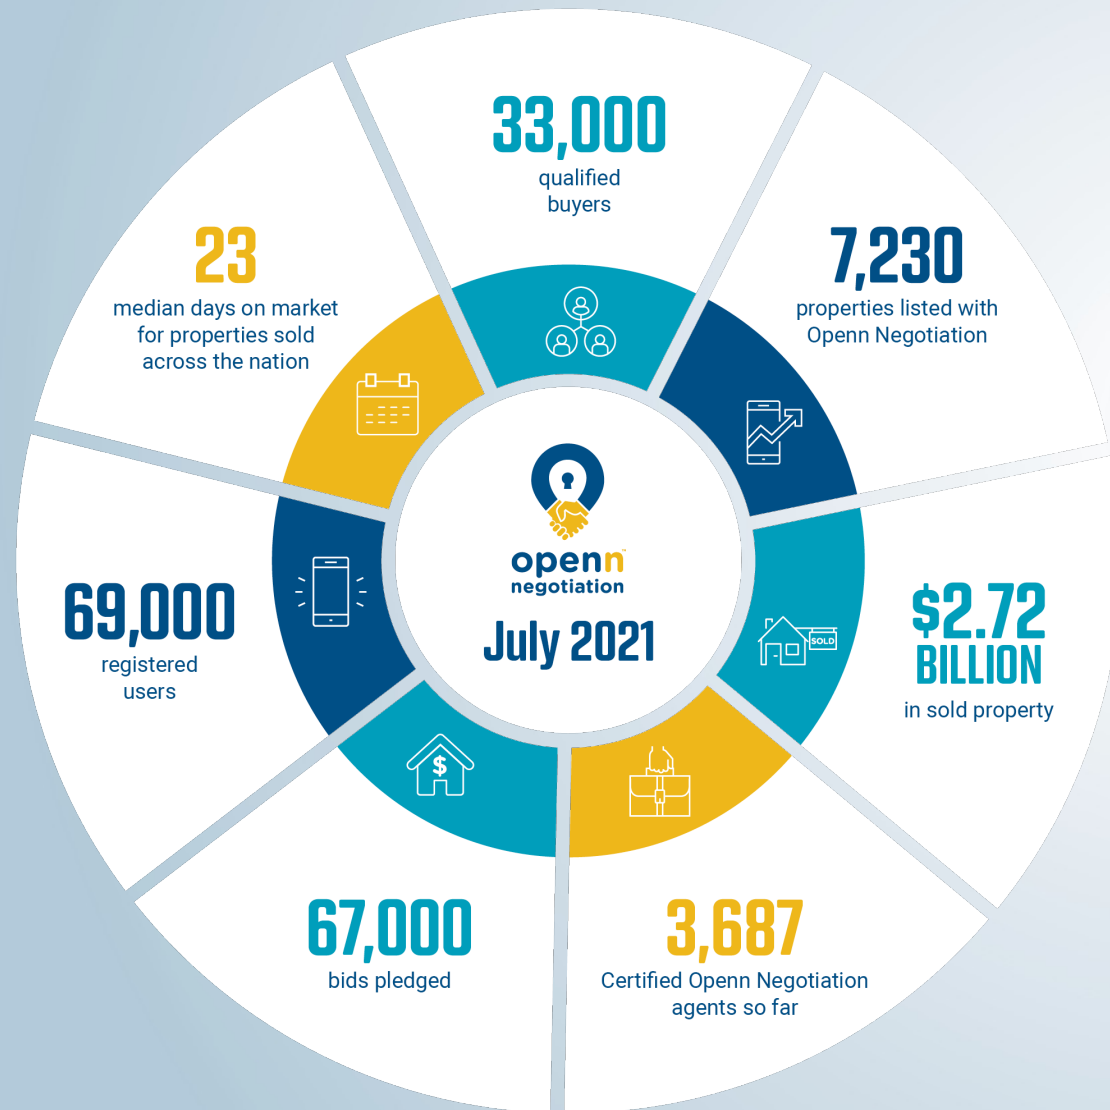 33,000
qualified
buyers
7,230
properties listed with
Openn Negotiation
$2.72
BILLION
in sold property
SOLD
3,687
Certified Openn Negotiation
agents so far
$
67,000
bids pledged
69,000
registered
users
23
median days on market
for properties sold
across the nation
openn™
negotiation
July 2021